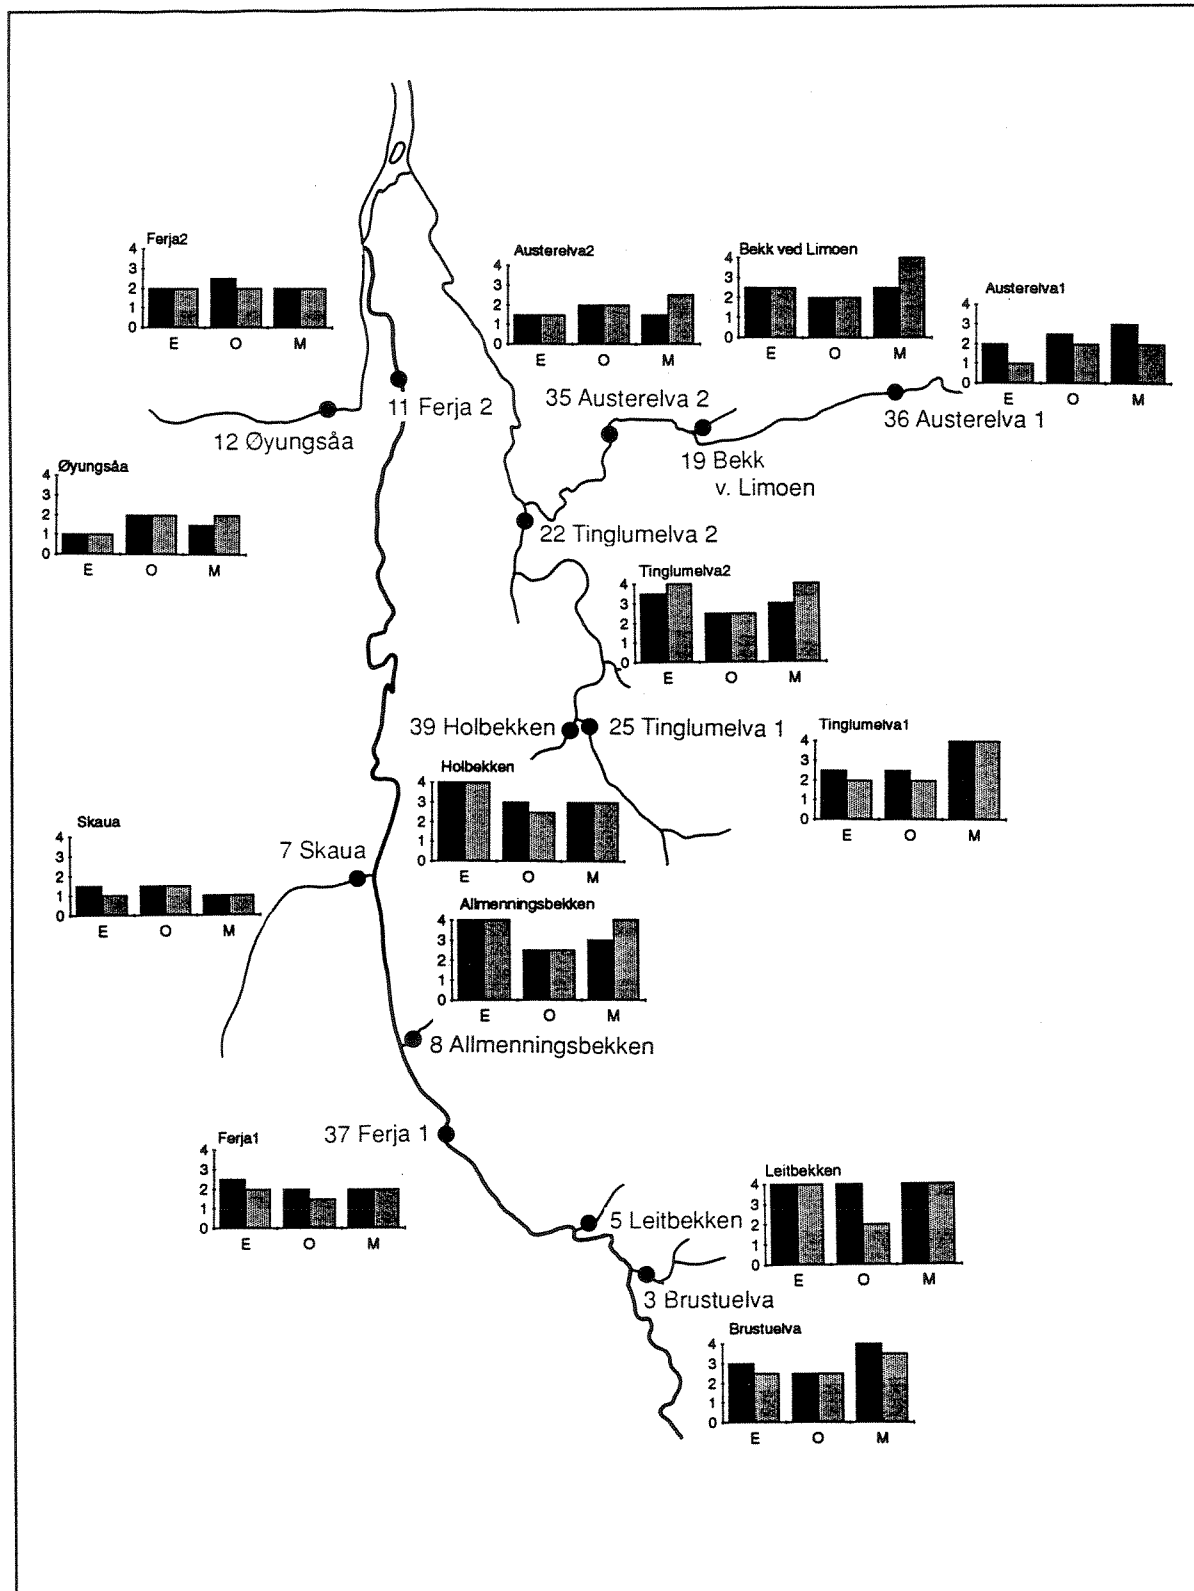 Ferja2
4
3
2
1
0
E O M
Austerelva2
4
3
2
1
0
E O M
Bekk ved Limoen
4
3
2
1
0
E O M
Austerelva1
4
3
2
1
0
E O M
11 Ferja 2
12 Øyungsåa
35 Austerelva 2
36 Austerelva 1
19 Bekk
v. Limoen
Øyungsåa
4
3
2
1
0
E O M
22 Tinglumelva 2
Tinglumelva2
4
3
2
1
0
E O M
39 Holbekken
25 Tinglumelva 1
Tinglumelva1
4
3
2
1
0
E O M
Holbekken
4
3
2
1
0
E O M
Skaua
4
3
2
1
0
E O M
7 Skaua
Allmenningsbekken
4
3
2
1
0
E O M
8 Allmenningsbekken
Ferja1
4
3
2
1
0
E O M
37 Ferja 1
Leitbekken
4
3
2
1
0
E O M
5 Leitbekken
3 Brustuelva
Brustuelva
4
3
2
1
0
E O M